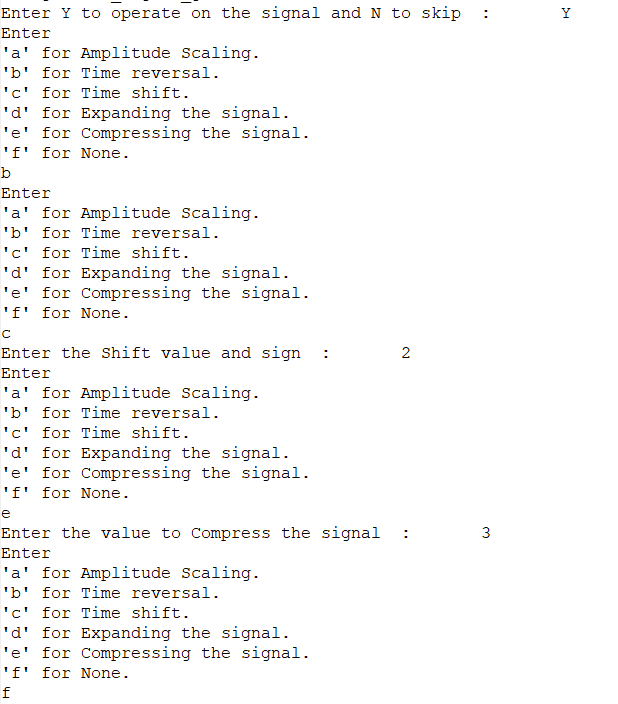 Enter Y to operate on the signal and N to skip  :       Y
Enter
'a' for Amplitude Scaling.
'b' for Time reversal.
'c' for Time shift.
'd' for Expanding the signal.
'e' for Compressing the signal.
'f' for None.
b
Enter
'a' for Amplitude Scaling.
'b' for Time reversal.
'c' for Time shift.
'd' for Expanding the signal.
'e' for Compressing the signal.
'f' for None.
c
Enter the Shift value and sign  :       2
Enter
'a' for Amplitude Scaling.
'b' for Time reversal.
'c' for Time shift.
'd' for Expanding the signal.
'e' for Compressing the signal.
'f' for None.
e
Enter the value to Compress the signal  :       3
Enter
'a' for Amplitude Scaling.
'b' for Time reversal.
'c' for Time shift.
'd' for Expanding the signal.
'e' for Compressing the signal.
'f' for None.
f